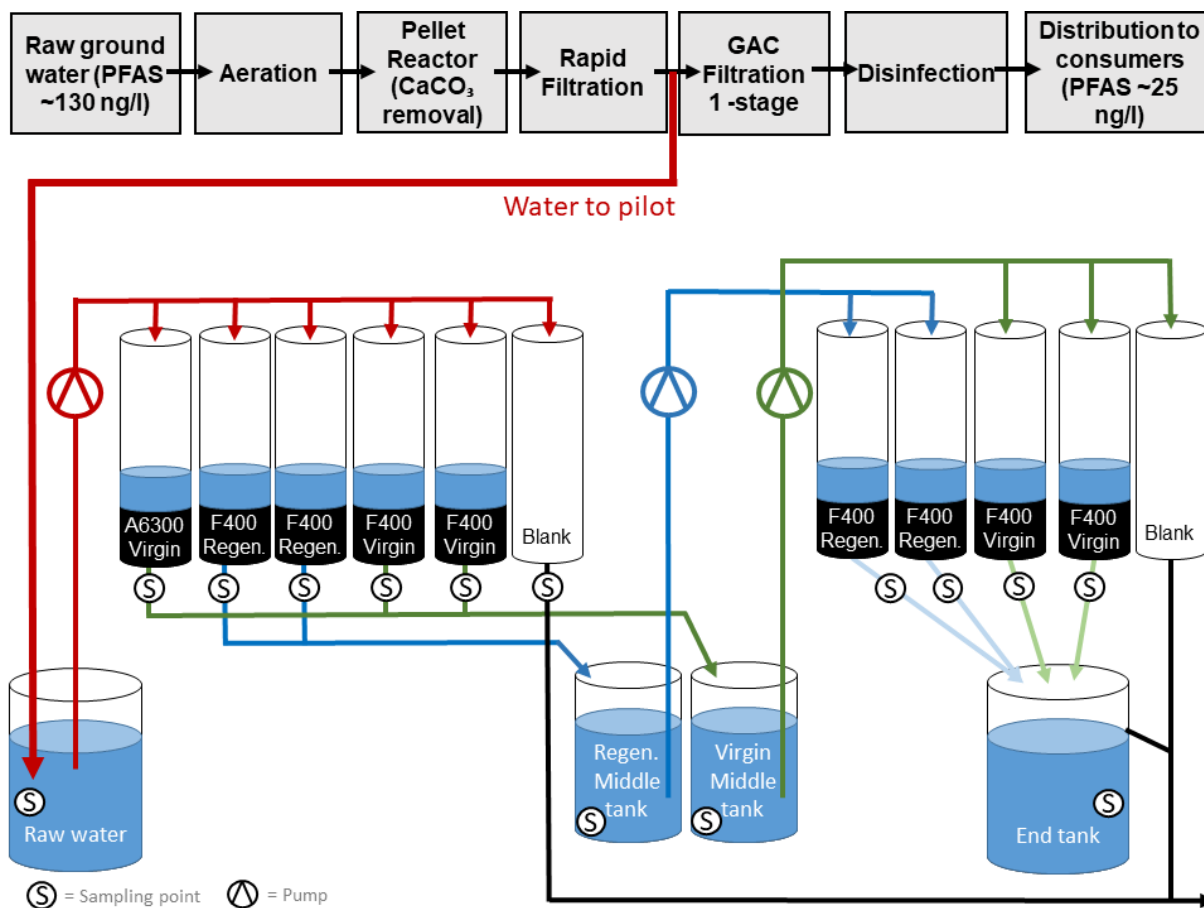 Raw ground
water (PFAS
~130 ng/l)
Aeration
Pellet
Reactor
(CaCO₃
removal)
Rapid
Filtration
GAC
Filtration
1 -stage
Disinfection
Distribution to
consumers
(PFAS ~25
ng/l)
Water to pilot
A6300
Virgin
F400
Regen.
F400
Regen.
F400
Virgin
F400
Virgin
Blank
F400
Regen.
F400
Regen.
F400
Virgin
F400
Virgin
Blank
S
S
S
S
S
S
S
S
S
S
Regen.
Middle
tank
S
Virgin
Middle
tank
S
S
Raw water
S
End tank
S = Sampling point
= Pump